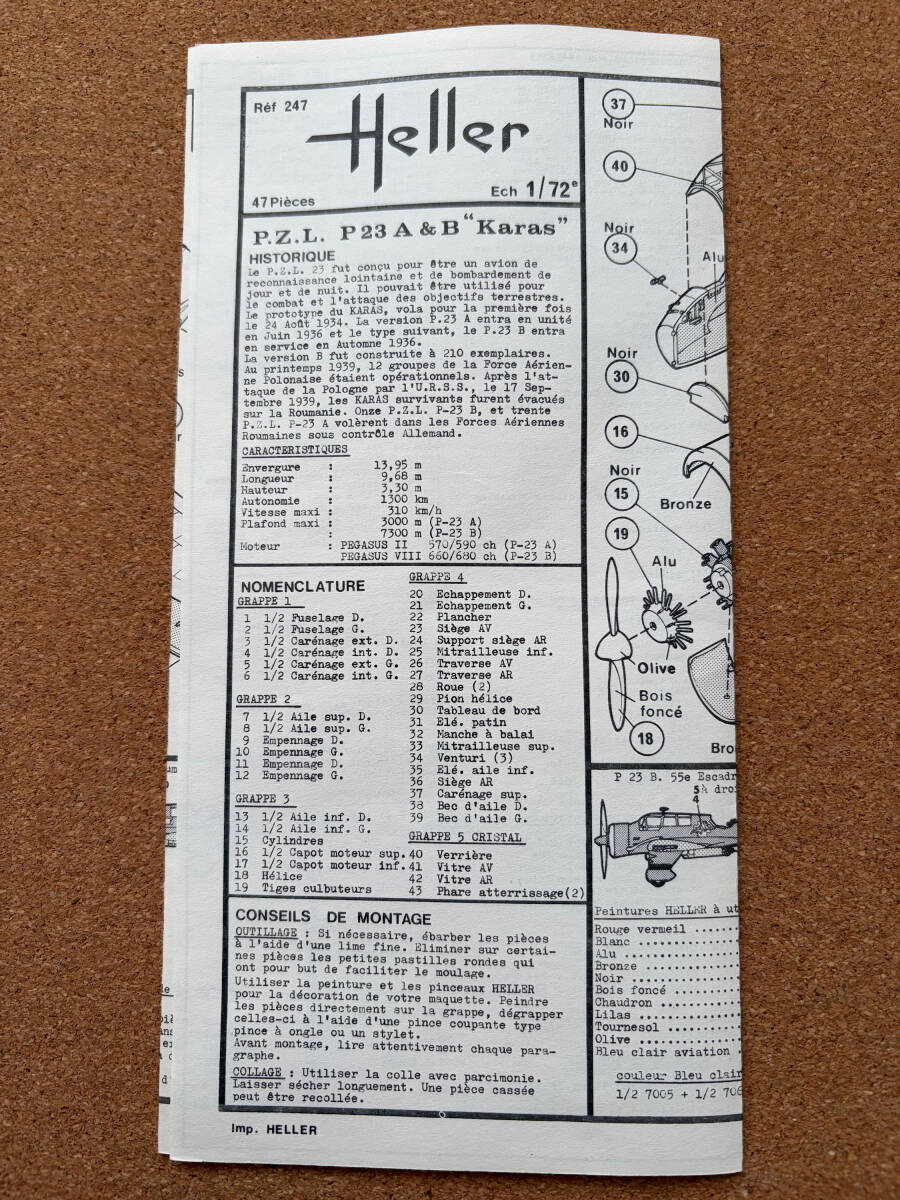 Réf 247
Heller
47 Pièces
Ech 1/72e
P.Z.L. P 23 A & B "Karas"
HISTORIQUE
Le P.Z.L. 23 fut conçu pour être un avion de
reconnaissance lointaine et de bombardement de
jour et de nuit. Il pouvait être utilisé pour
le combat et l'attaque des objectifs terrestres.
Le prototype du KARAS, vola pour la première fois
le 24 Août 1934. La version P.23 A entra en unité
en Juin 1936 et le type suivant, le P.23 B entra
en service en Automne 1936.
La version B fut construite à 210 exemplaires.
Au printemps 1939, 12 groupes de la Force Aérien-
ne Polonaise étaient opérationnels. Après l'at-
taque de la Pologne par l'U.R.S.S., le 17 Sep-
tembre 1939, les KARAS survivants furent évacués
sur la Roumanie. Onze P.Z.L. P-23 B, et trente
P.Z.L. P-23 A volèrent dans les Forces Aériennes
Roumaines sous contrôle Allemand.
CARACTERISTIQUES
Envergure : 13,95 m
Longueur : 9,68 m
Hauteur : 3,30 m
Autonomie : 1300 km
Vitesse maxi : 310 km/h
Plafond maxi : 3000 m (P-23 A)
: 7300 m (P-23 B)
Moteur : PEGASUS II 570/590 ch (P-23 A)
PEGASUS VIII 660/680 ch (P-23 B)
NOMENCLATURE
GRAPPE 1
1 1/2 Fuselage D.
2 1/2 Fuselage G.
3 1/2 Carénage ext. D.
4 1/2 Carénage int. D.
5 1/2 Carénage ext. G.
6 1/2 Carénage int. G.
GRAPPE 2
7 1/2 Aile sup. D.
8 1/2 Aile sup. G.
9 Empennage D.
10 Empennage G.
11 Empennage D.
12 Empennage G.
GRAPPE 3
13 1/2 Aile inf. D.
14 1/2 Aile inf. G.
15 Cylindres
16 1/2 Capot moteur sup.
17 1/2 Capot moteur inf.
18 Hélice
19 Tiges culbuteurs
GRAPPE 4
20 Echappement D.
21 Echappement G.
22 Plancher
23 Siège AV
24 Support siège AR
25 Mitrailleuse inf.
26 Traverse AV
27 Traverse AR
28 Roue (2)
29 Pion hélice
30 Tableau de bord
31 Elé. patin
32 Manche à balai
33 Mitrailleuse sup.
34 Venturi (3)
35 Elé. aile inf.
36 Siège AR
37 Carénage sup.
38 Bec d'aile D.
39 Bec d'aile G.
GRAPPE 5 CRISTAL
40 Verrière
41 Vitre AV
42 Vitre AR
43 Phare atterrissage(2)
CONSEILS DE MONTAGE
OUTILLAGE : Si nécessaire, ébarber les pièces
à l'aide d'une lime fine. Eliminer sur certai-
nes pièces les petites pastilles rondes qui
ont pour but de faciliter le moulage.
Utiliser la peinture et les pinceaux HELLER
pour la décoration de votre maquette. Peindre
les pièces directement sur la grappe, dégrapper
celles-ci à l'aide d'une pince coupante type
pince à ongle ou un stylet.
Avant montage, lire attentivement chaque para-
graphe.
COLLAGE : Utiliser la colle avec parcimonie.
Laisser sécher longuement. Une pièce cassée
peut être recollée.
Imp. HELLER
37
Noir
40
Noir
34
Alu
Noir
30
16
Bronze
Noir
15
19
Alu
Olive
Bois
foncé
18
Bro
P 23 B. 55e Escadr
5
4
droi
Peintures HELLER à ut
Rouge vermeil ......
Blanc ......
Alu ......
Bronze ......
Noir ......
Bois foncé ......
Chaudron ......
Lilas ......
Tournesol ......
Olive ......
Bleu clair aviation .
couleur Bleu clair
1/2 7005 + 1/2 706